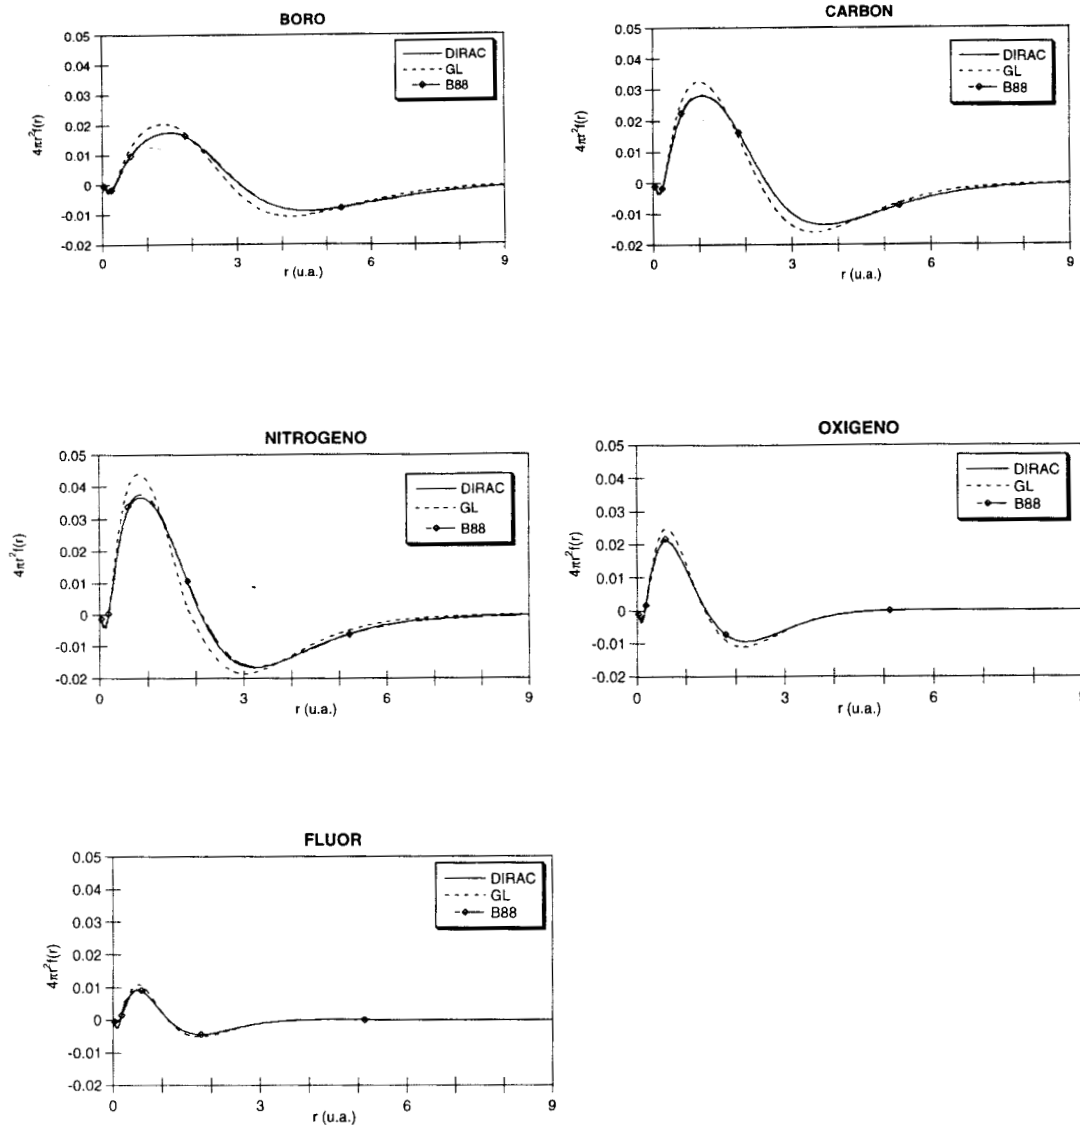 BORO
0.05
0.04
0.03
0.02
0.01
0
-0.01
-0.02
4πr²f(r)
DIRAC
GL
B88
0 3 6 9
r (u.a.)
CARBON
0.05
0.04
0.03
0.02
0.01
0
-0.01
-0.02
4πr²f(r)
DIRAC
GL
B88
0 3 6 9
r (u.a.)
NITROGENO
0.05
0.04
0.03
0.02
0.01
0
-0.01
-0.02
4πr²f(r)
DIRAC
GL
B88
0 3 6 9
r (u.a.)
OXIGENO
0.05
0.04
0.03
0.02
0.01
0
-0.01
-0.02
4πr²f(r)
DIRAC
GL
B88
0 3 6 9
r (u.a.)
FLUOR
0.05
0.04
0.03
0.02
0.01
0
-0.01
-0.02
4πr²f(r)
DIRAC
GL
B88
0 3 6 9
r (u.a.)